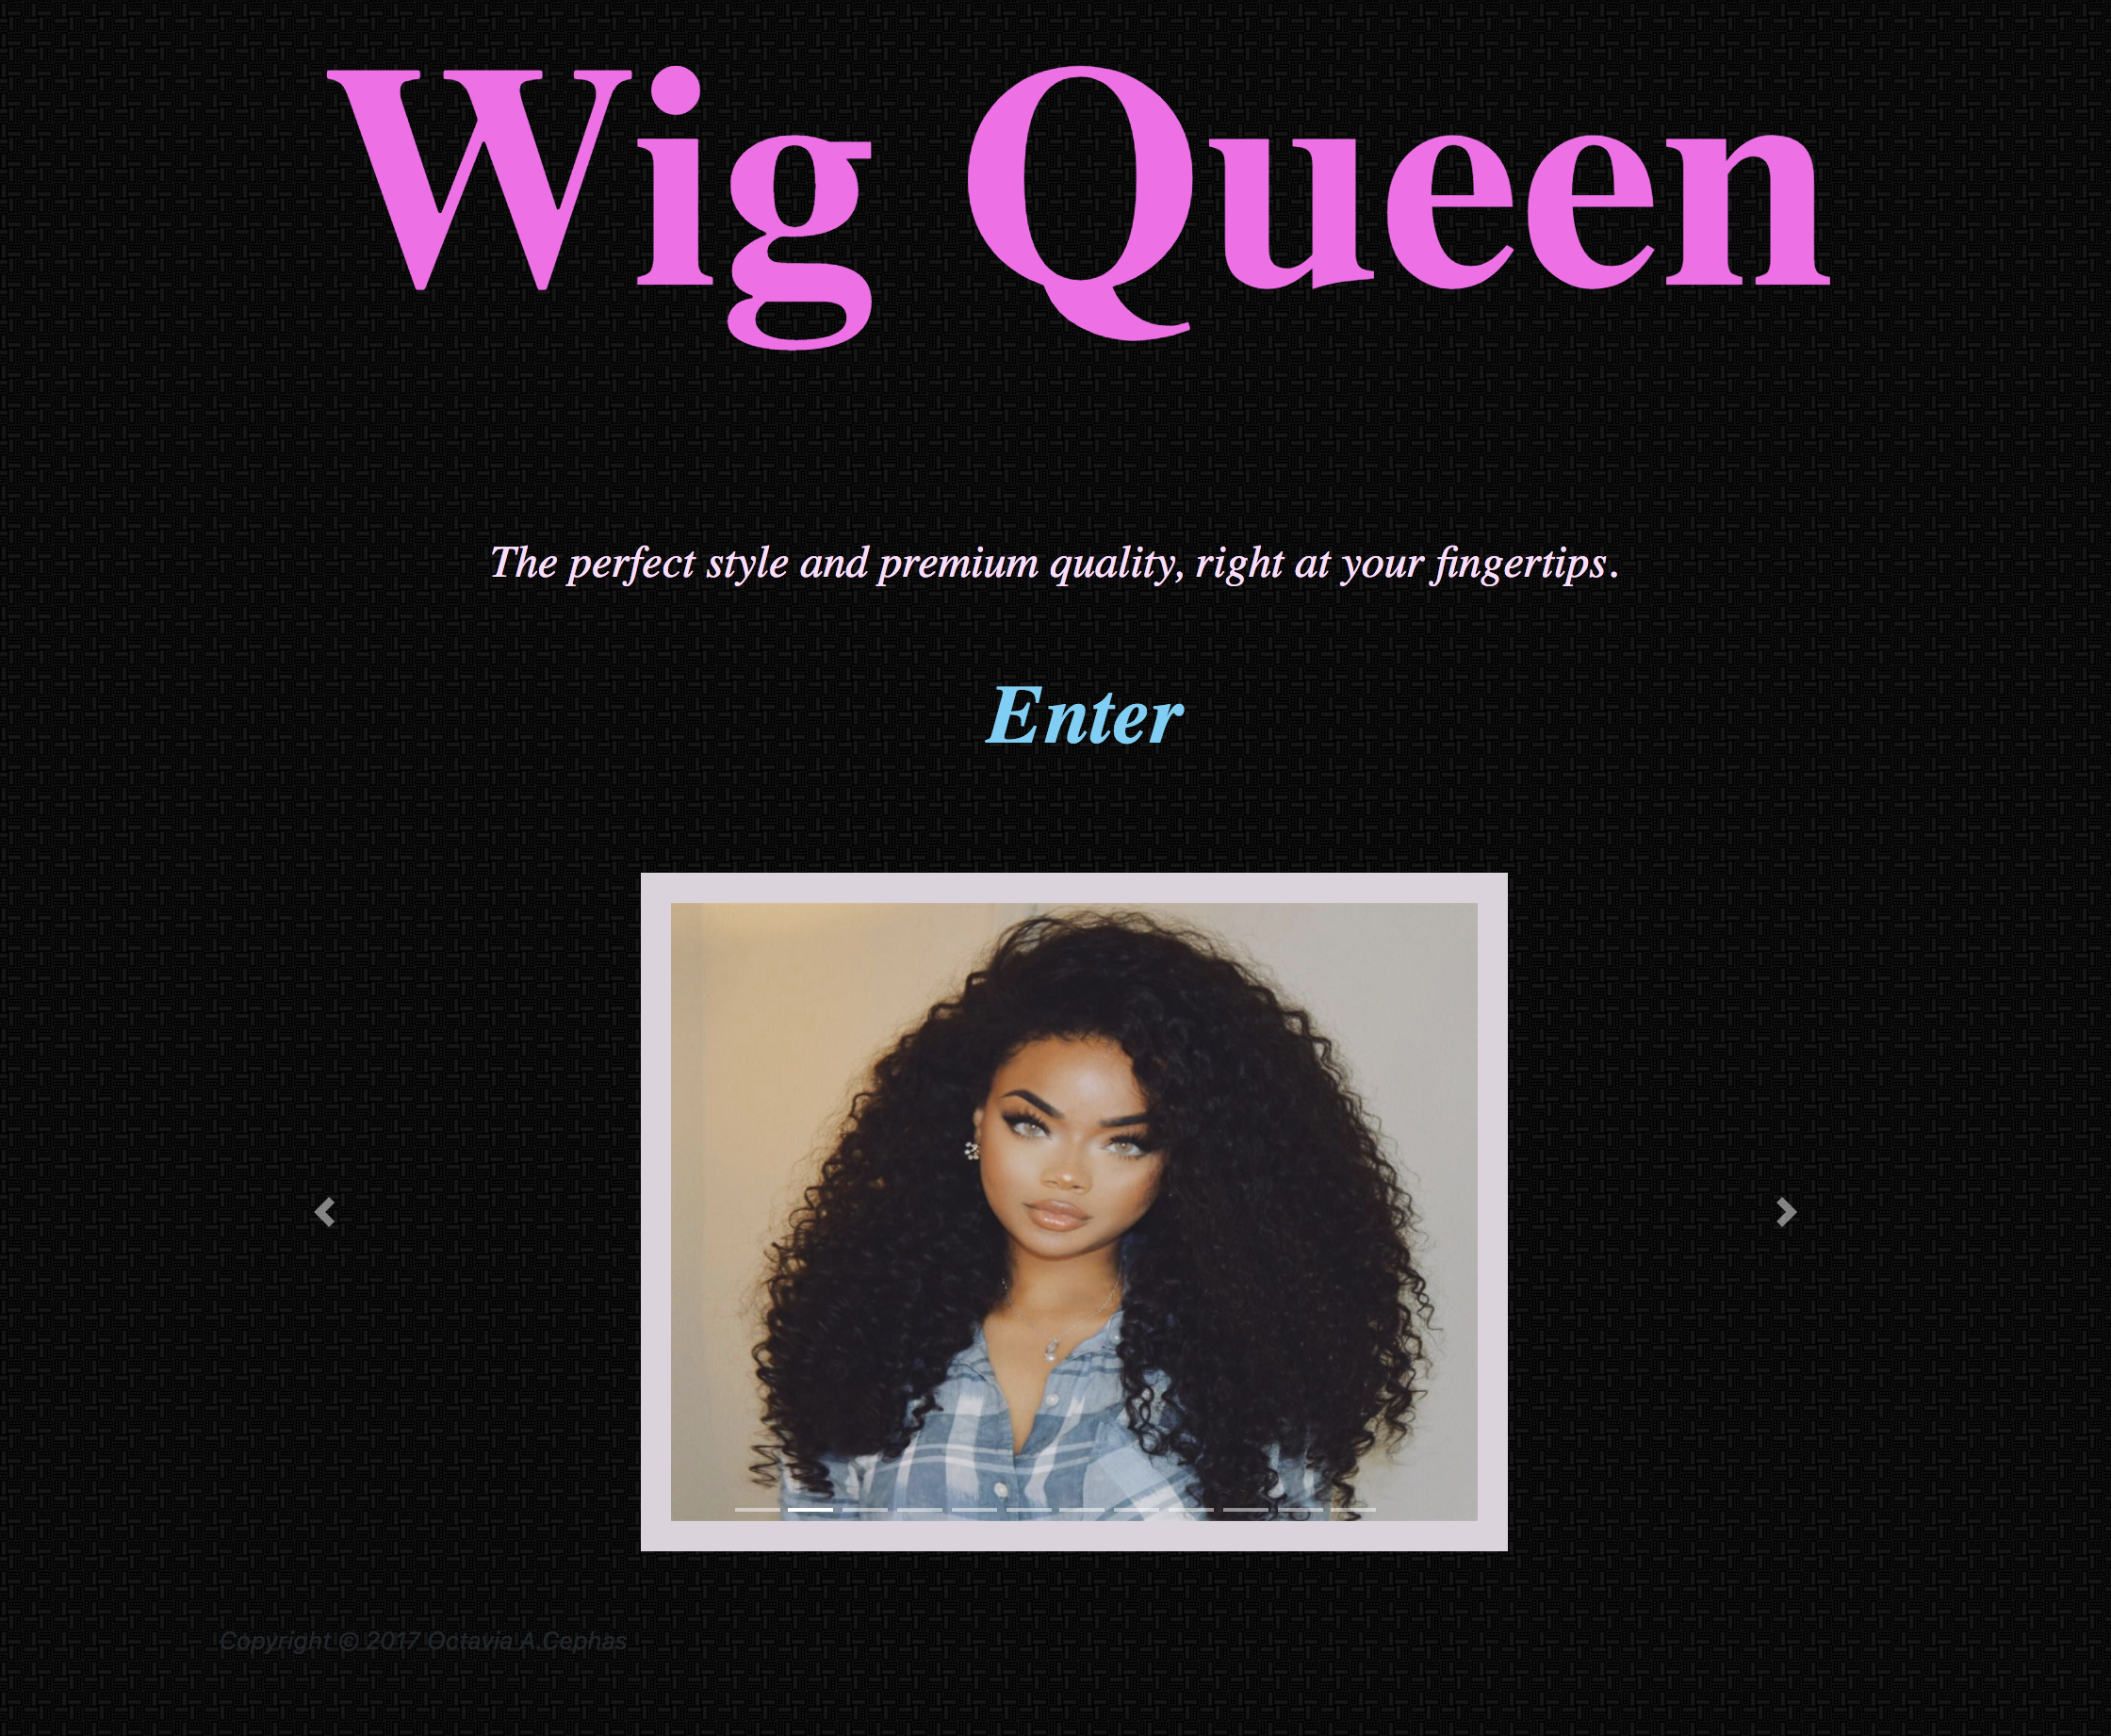 Wig Queen
The perfect style and premium quality, right at your fingertips.
Enter
Copyright © 2017 Octavia A.Cephas